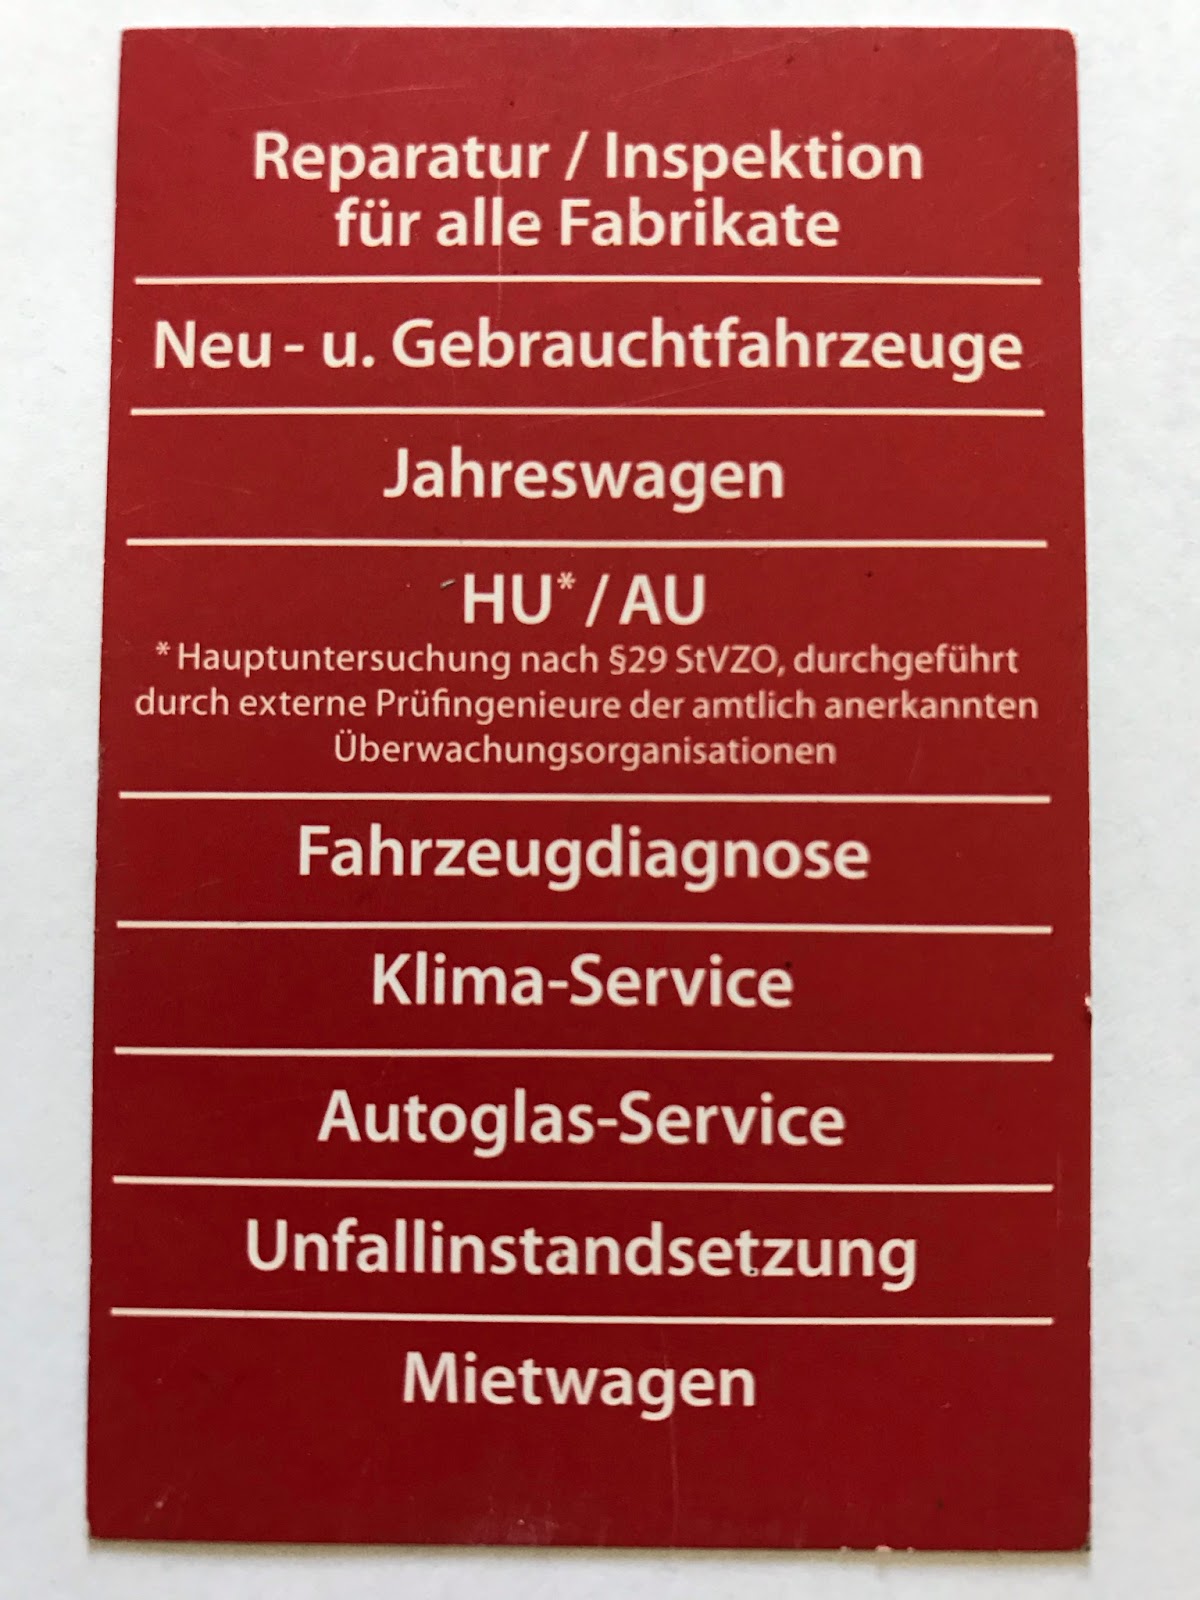 Reparatur / Inspektion
für alle Fabrikate
Neu - u. Gebrauchtfahrzeuge
Jahreswagen
HU* / AU
* Hauptuntersuchung nach §29 StVZO, durchgeführt
durch externe Prüfingenieure der amtlich anerkannten
Überwachungsorganisationen
Fahrzeugdiagnose
Klima-Service
Autoglas-Service
Unfallinstandsetzung
Mietwagen